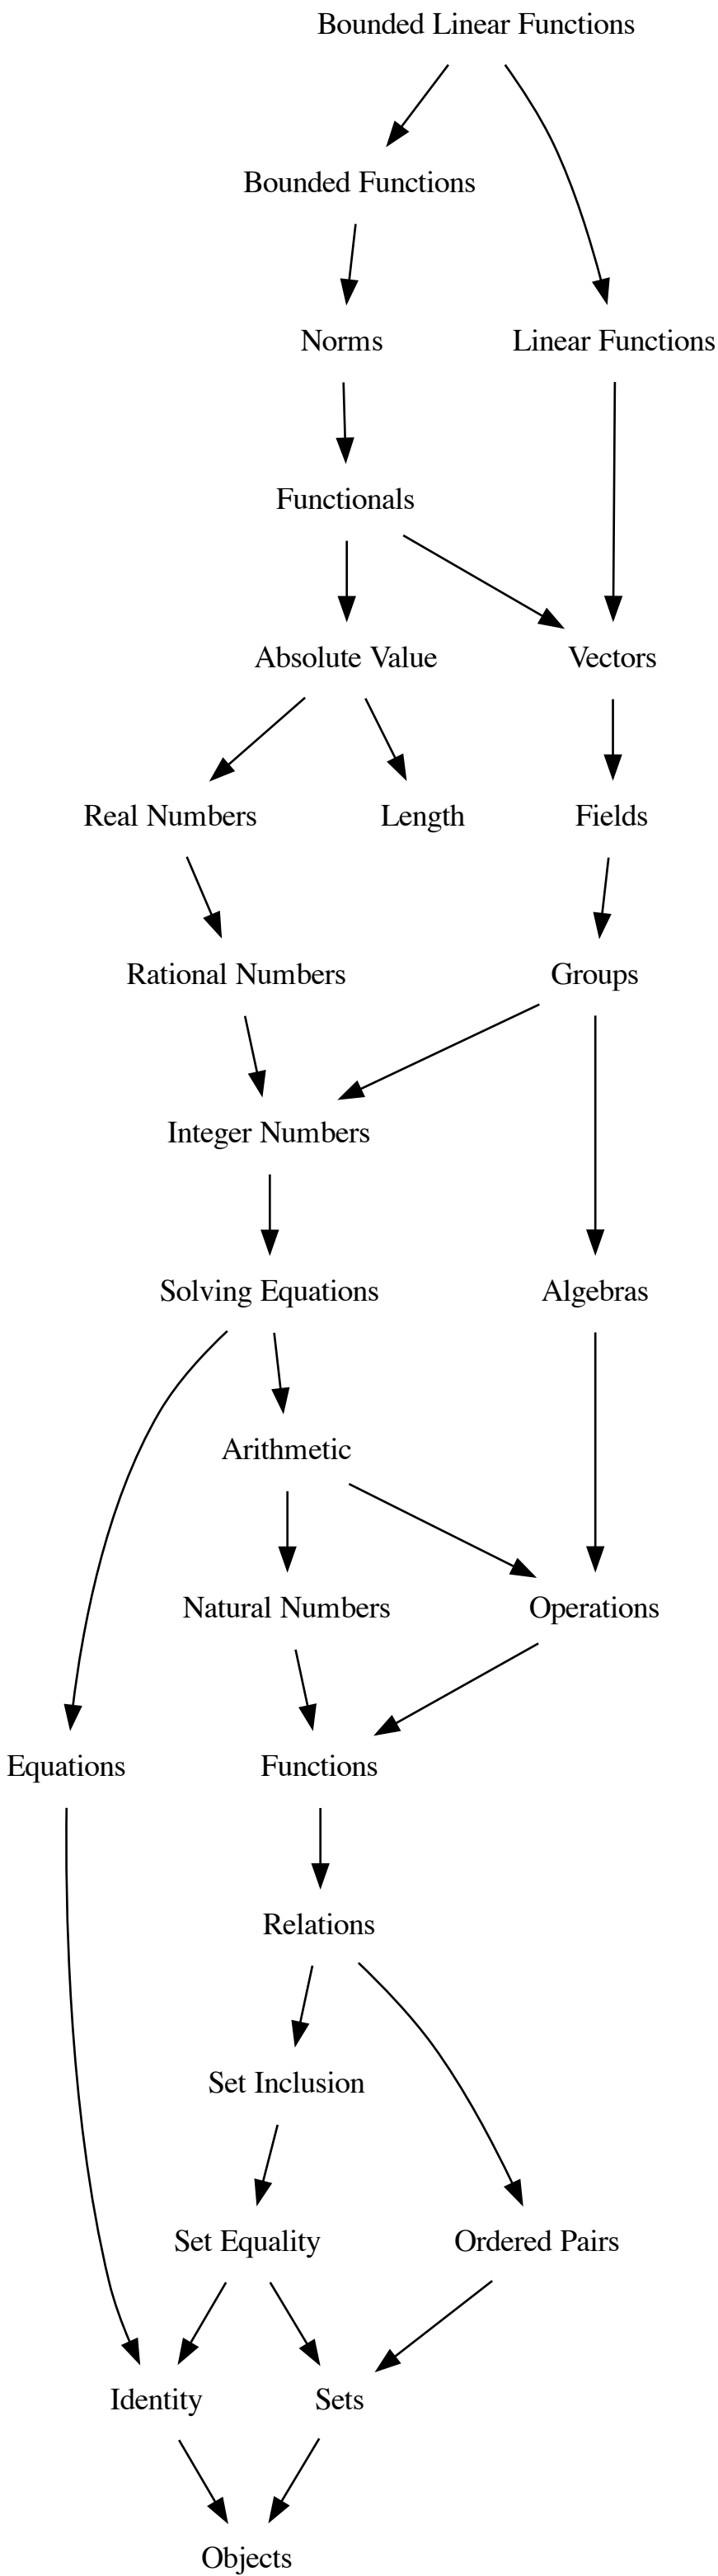 Bounded Linear Functions
Bounded Functions
Norms
Linear Functions
Functionals
Absolute Value
Vectors
Real Numbers
Length
Fields
Rational Numbers
Groups
Integer Numbers
Solving Equations
Algebras
Arithmetic
Natural Numbers
Operations
Equations
Functions
Relations
Set Inclusion
Set Equality
Ordered Pairs
Identity
Sets
Objects